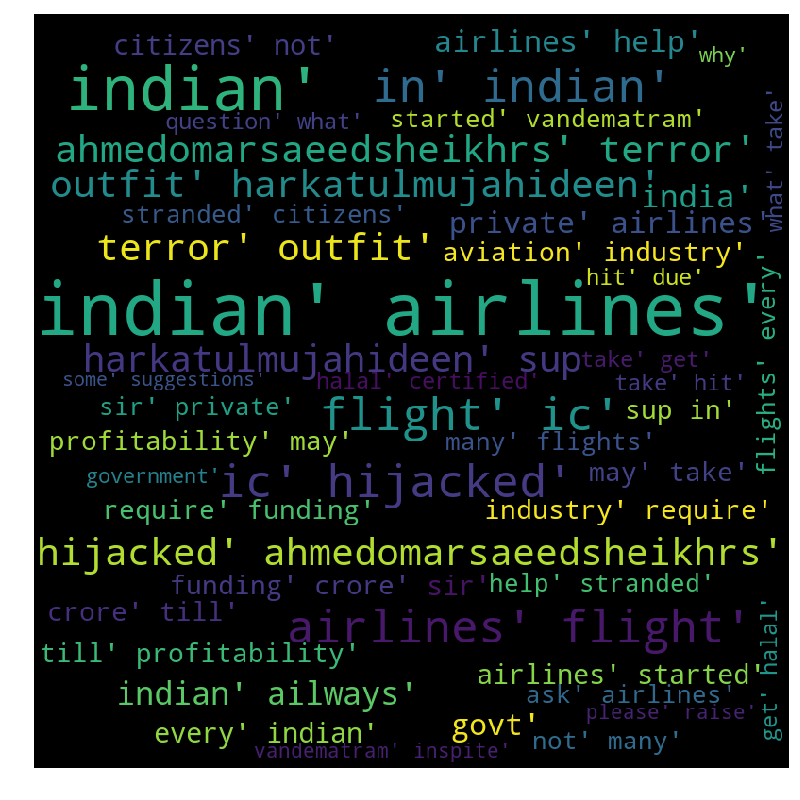 citizens' not'
airlines' help'
why'
indian'
in' indian'
question' what'
started' vandematram'
what' take'
ahmedomarsaeedsheikhrs' terror'
outfit' harkatulmujahideen'
india'
stranded' citizens'
private' airlines'
terror' outfit'
aviation' industry'
hit' due'
indian' airlines'
flights' every'
harkatulmujahideen' sup
take' get'
some' suggestions'
halal' certified'
take' hit'
sir' private'
flight' ic'
sup in'
profitability' may'
many' flights'
government'
ic' hijacked'
may' take'
require' funding'
industry' require'
hijacked' ahmedomarsaeedsheikhrs'
funding' crore'
sir'
help' stranded'
crore' till'
airlines' flight'
get' halal'
till' profitability'
airlines' started'
indian' ailways'
ask' airlines'
please' raise'
every' indian'
govt'
not' many'
vandematram' inspite'